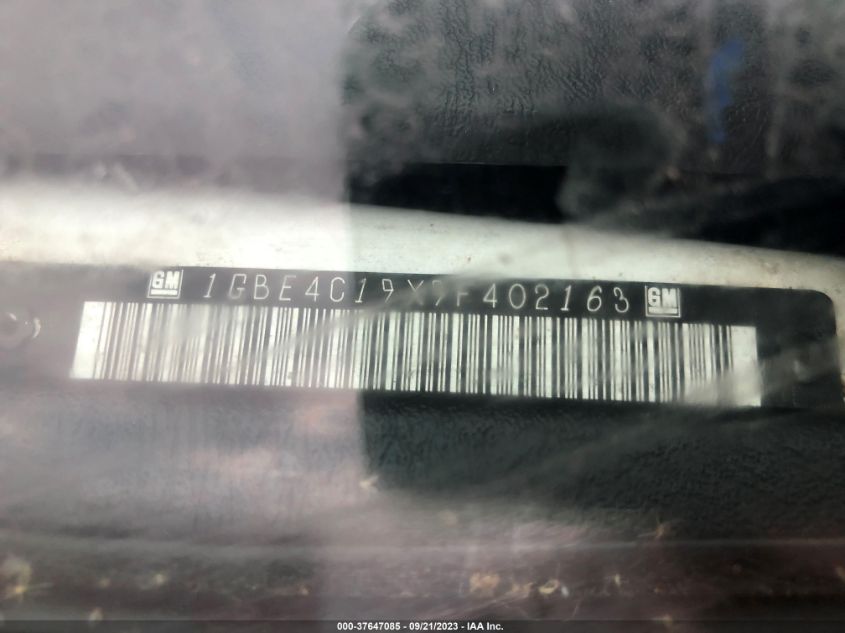 GM 1GBE4C19X9F402163 GM
000-37647085 - 09/21/2023 - IAA Inc.